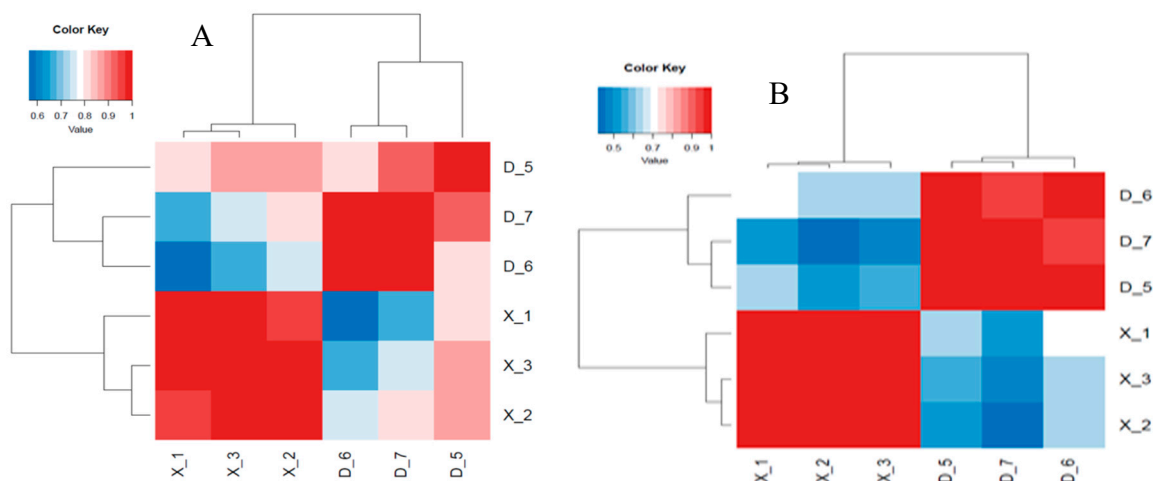 Color Key
0.6 0.7 0.8 0.9 1
Value
A
D_5
D_7
D_6
X_1
X_3
X_2
X_1 X_3 X_2 D_6 D_7 D_5
Color Key
0.5 0.7 0.9 1
Value
B
D_6
D_7
D_5
X_1
X_3
X_2
X_1 X_2 X_3 D_5 D_7 D_6